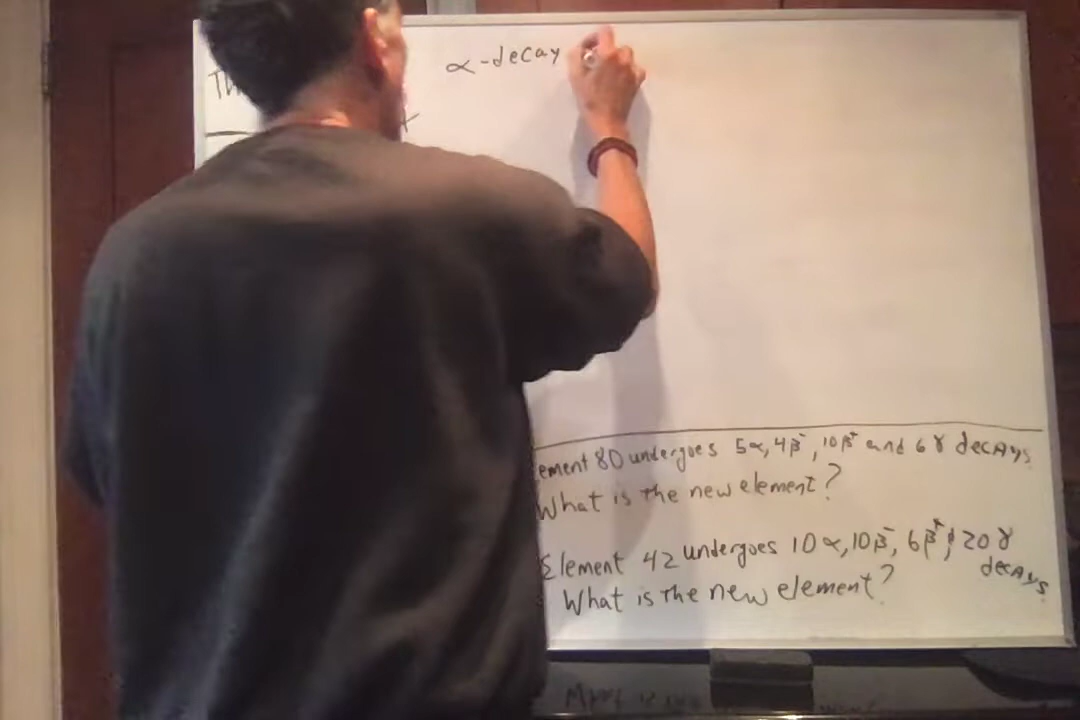 α-decay
ement 80 undergoes 5α, 4β⁻, 10β⁺ and 6γ decays
What is the new element?
Element 42 undergoes 10α, 10β⁻, 6β⁺, & 20γ
decays
What is the new element?